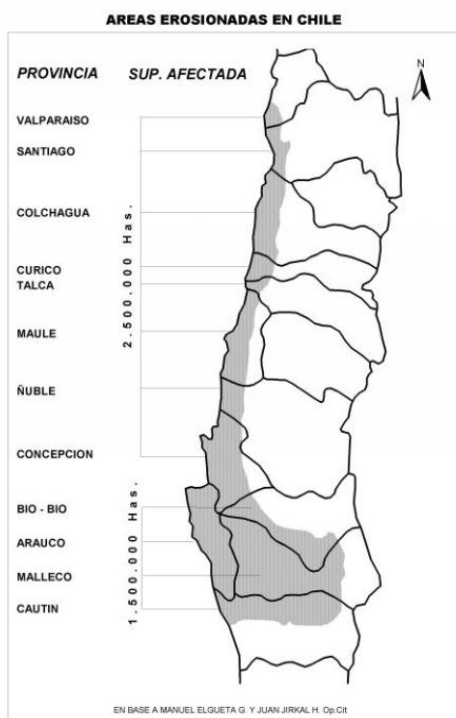 AREAS EROSIONADAS EN CHILE
PROVINCIA SUP. AFECTADA
N
VALPARAISO
SANTIAGO
COLCHAGUA
CURICO
TALCA
MAULE
ÑUBLE
CONCEPCION
2.500.000 Has.
BIO - BIO
ARAUCO
MALLECO
CAUTIN
1.500.000 Has.
EN BASE A MANUEL ELGUETA G. Y JUAN JIRKAL H. Op.Cit